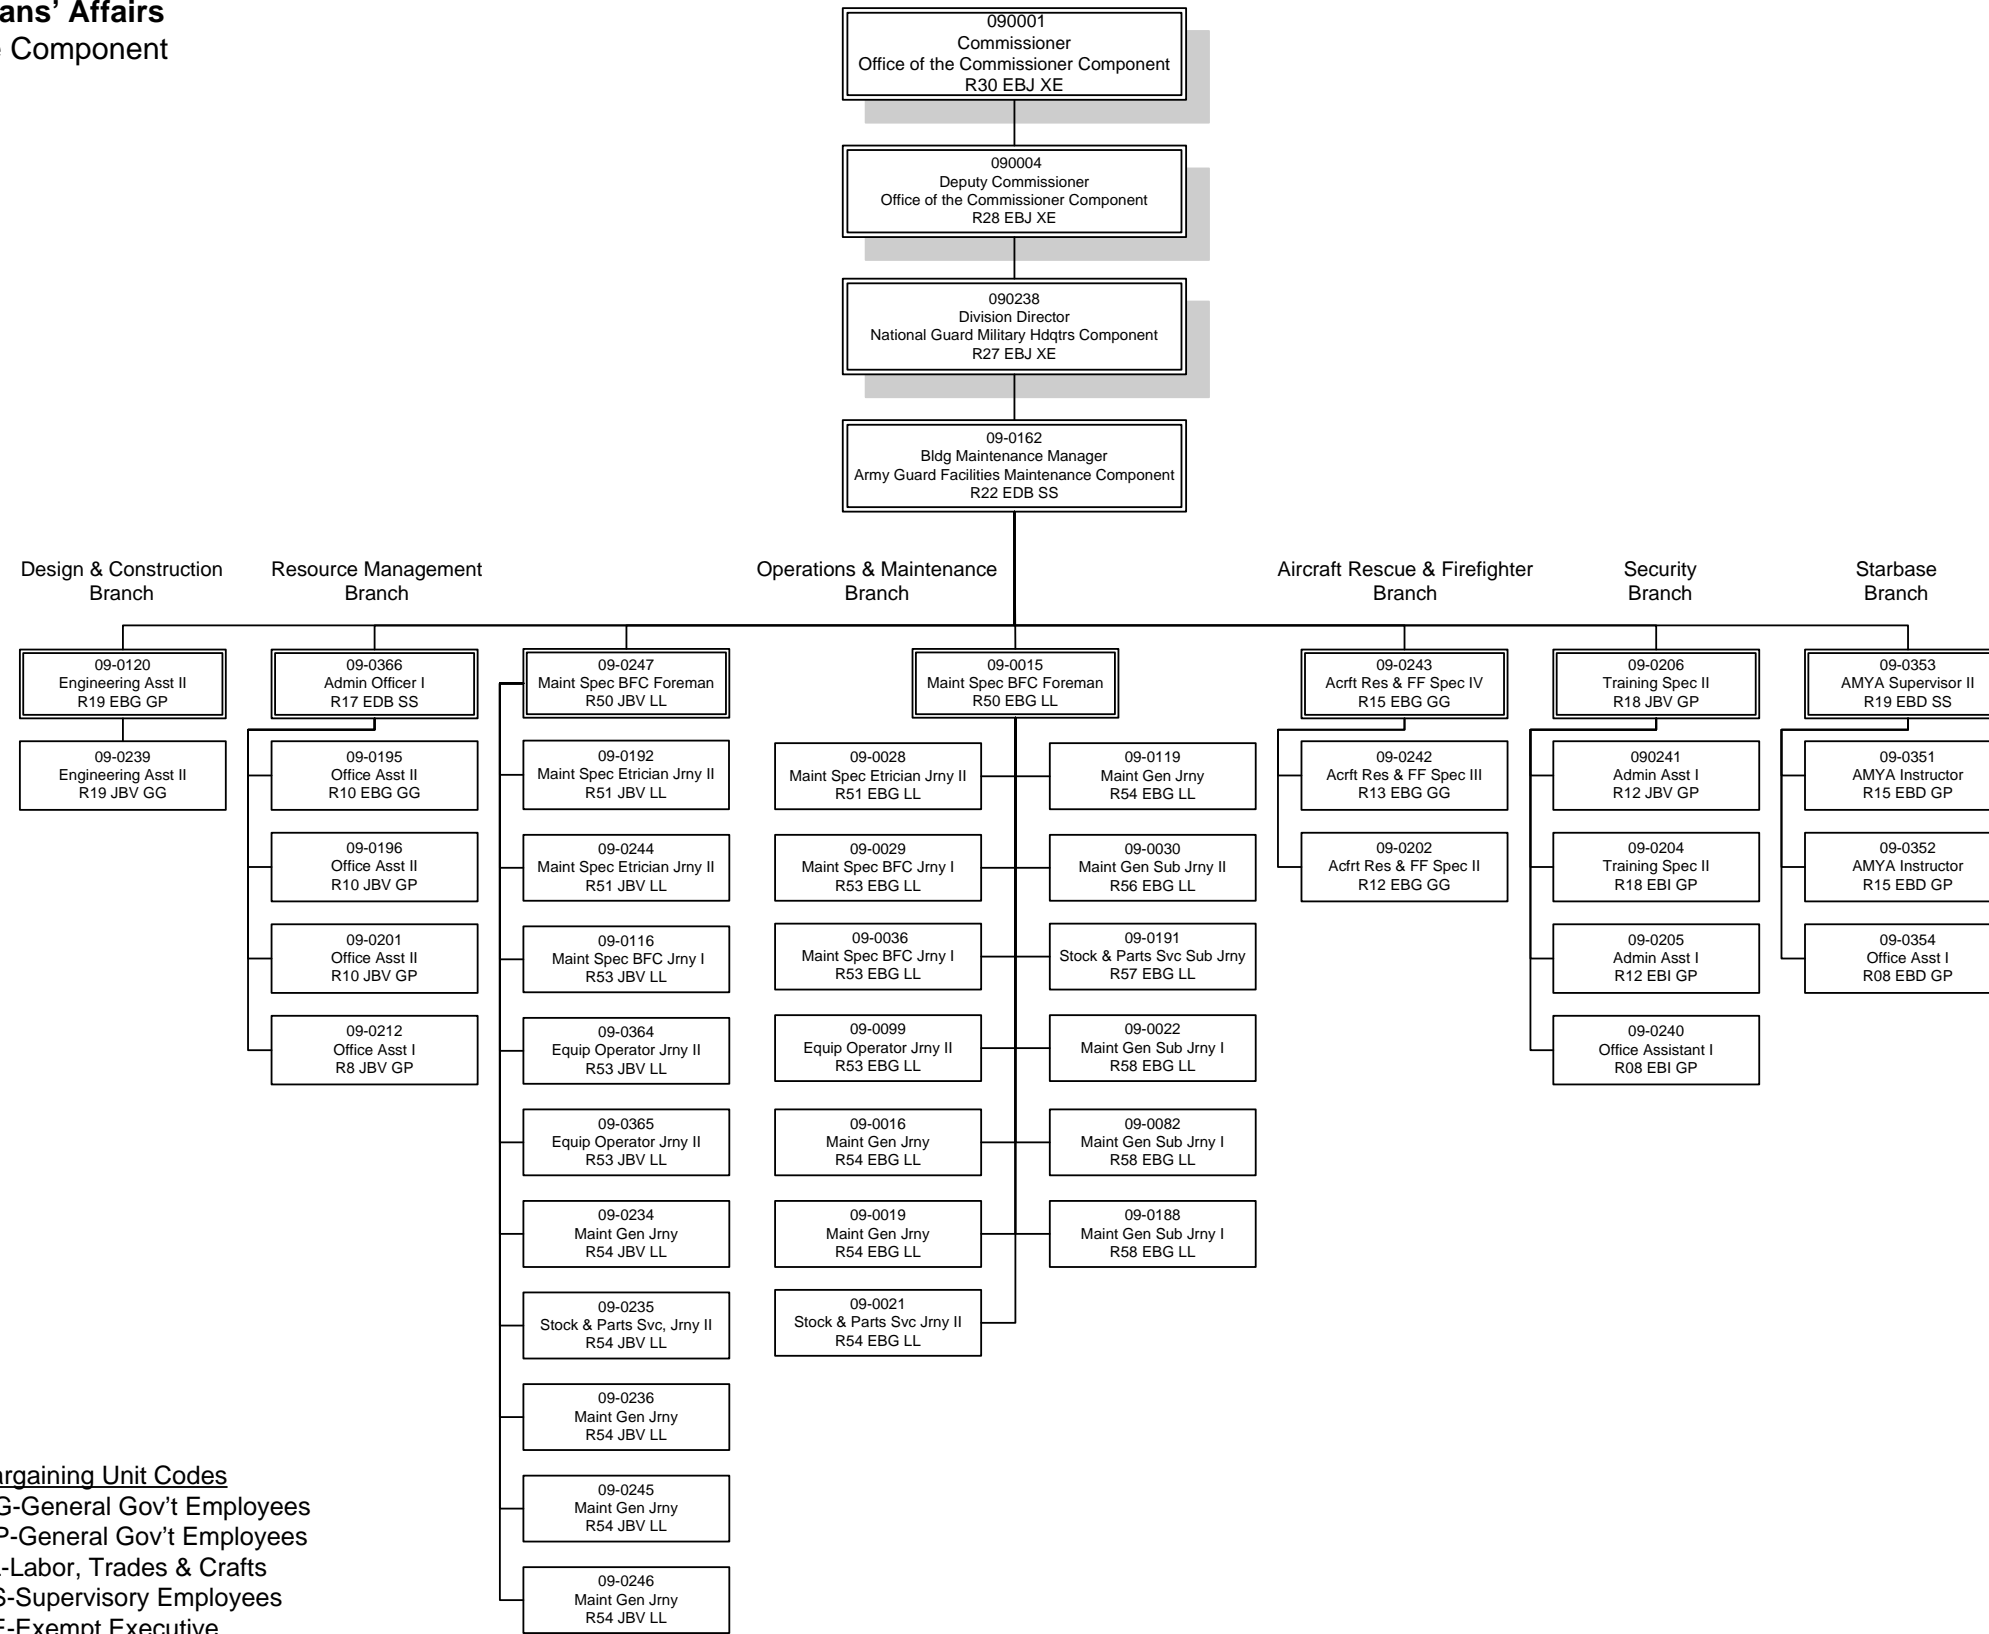 ans' Affairs
Component
090001
Commissioner
Office of the Commissioner Component
R30 EBJ XE
090004
Deputy Commissioner
Office of the Commissioner Component
R28 EBJ XE
090238
Division Director
National Guard Military Hdqtrs Component
R27 EBJ XE
09-0162
Bldg Maintenance Manager
Army Guard Facilities Maintenance Component
R22 EDB SS
Design & Construction
Branch
Resource Management
Branch
Operations & Maintenance
Branch
Aircraft Rescue & Firefighter
Branch
Security
Branch
Starbase
Branch
09-0120
Engineering Asst II
R19 EBG GP
09-0239
Engineering Asst II
R19 JBV GG
09-0366
Admin Officer I
R17 EDB SS
09-0195
Office Asst II
R10 EBG GG
09-0196
Office Asst II
R10 JBV GP
09-0201
Office Asst II
R10 JBV GP
09-0212
Office Asst I
R8 JBV GP
09-0247
Maint Spec BFC Foreman
R50 JBV LL
09-0192
Maint Spec Etrician Jrny II
R51 JBV LL
09-0244
Maint Spec Etrician Jrny II
R51 JBV LL
09-0116
Maint Spec BFC Jrny I
R53 JBV LL
09-0364
Equip Operator Jrny II
R53 JBV LL
09-0365
Equip Operator Jrny II
R53 JBV LL
09-0234
Maint Gen Jrny
R54 JBV LL
09-0235
Stock & Parts Svc, Jrny II
R54 JBV LL
09-0236
Maint Gen Jrny
R54 JBV LL
09-0245
Maint Gen Jrny
R54 JBV LL
09-0246
Maint Gen Jrny
R54 JBV LL
09-0015
Maint Spec BFC Foreman
R50 EBG LL
09-0028
Maint Spec Etrician Jrny II
R51 EBG LL
09-0029
Maint Spec BFC Jrny I
R53 EBG LL
09-0036
Maint Spec BFC Jrny I
R53 EBG LL
09-0099
Equip Operator Jrny II
R53 EBG LL
09-0016
Maint Gen Jrny
R54 EBG LL
09-0019
Maint Gen Jrny
R54 EBG LL
09-0021
Stock & Parts Svc Jrny II
R54 EBG LL
09-0119
Maint Gen Jrny
R54 EBG LL
09-0030
Maint Gen Sub Jrny II
R56 EBG LL
09-0191
Stock & Parts Svc Sub Jrny
R57 EBG LL
09-0022
Maint Gen Sub Jrny I
R58 EBG LL
09-0082
Maint Gen Sub Jrny I
R58 EBG LL
09-0188
Maint Gen Sub Jrny I
R58 EBG LL
09-0243
Acrft Res & FF Spec IV
R15 EBG GG
09-0242
Acrft Res & FF Spec III
R13 EBG GG
09-0202
Acfrt Res & FF Spec II
R12 EBG GG
09-0206
Training Spec II
R18 JBV GP
090241
Admin Asst I
R12 JBV GP
09-0204
Training Spec II
R18 EBI GP
09-0205
Admin Asst I
R12 EBI GP
09-0240
Office Assistant I
R08 EBI GP
09-0353
AMYA Supervisor II
R19 EBD SS
09-0351
AMYA Instructor
R15 EBD GP
09-0352
AMYA Instructor
R15 EBD GP
09-0354
Office Asst I
R08 EBD GP
argaining Unit Codes
G-General Gov't Employees
P-General Gov't Employees
-Labor, Trades & Crafts
S-Supervisory Employees
E-Exempt Executive